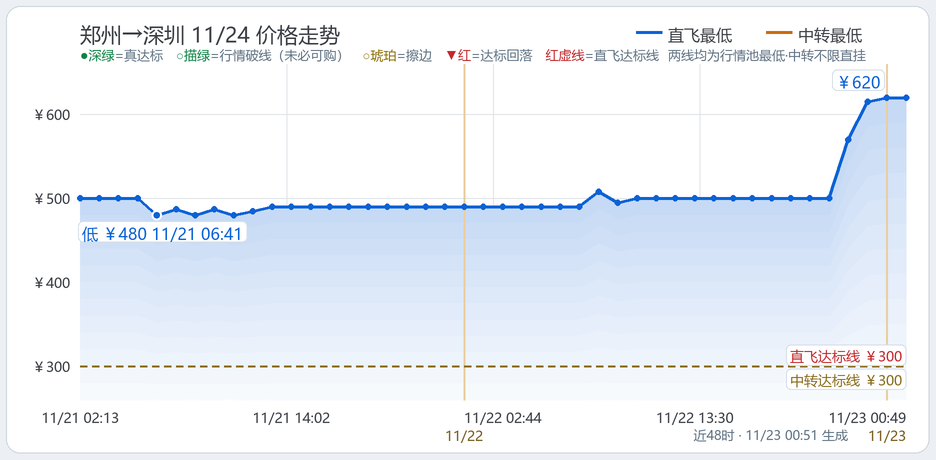 郑州→深圳 11/24 价格走势
直飞最低 中转最低
●深绿=真达标 ○描绿=行情破线（未必可购） ○琥珀=擦边 ▼红=达标回落 红虚线=直飞达标线 两线均为行情池最低·中转不限直挂
¥620
¥600
¥500
低 ¥480 11/21 06:41
¥400
直飞达标线 ¥300
¥300
中转达标线 ¥300
11/21 02:13 11/21 14:02 11/22 02:44 11/22 13:30 11/23 00:49
11/22 近48时 · 11/23 00:51 生成 11/23